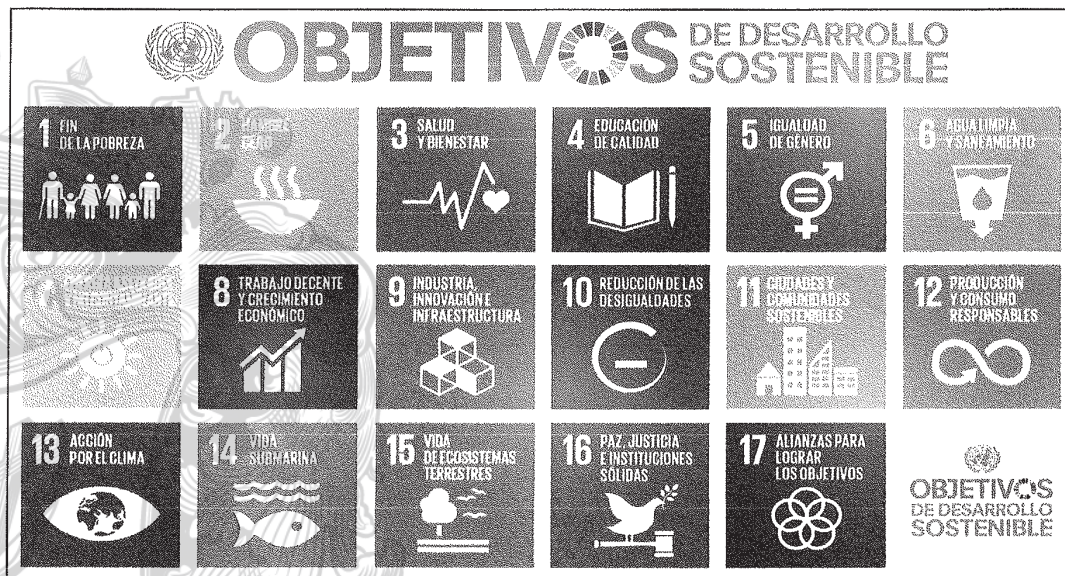 OBJETIVOS DE DESARROLLO
SOSTENIBLE
1 FIN
DE LA POBREZA
2 HAMBRE
CERO
3 SALUD
Y BIENESTAR
4 EDUCACIÓN
DE CALIDAD
5 IGUALDAD
DE GÉNERO
6 AGUA LIMPIA
Y SANEAMIENTO
8 TRABAJO DECENTE
Y CRECIMIENTO
ECONÓMICO
9 INDUSTRIA,
INNOVACIÓN E
INFRAESTRUCTURA
10 REDUCCIÓN DE LAS
DESIGUALDADES
11 CIUDADES Y
COMUNIDADES
SOSTENIBLES
12 PRODUCCIÓN
Y CONSUMO
RESPONSABLES
13 ACCIÓN
POR EL CLIMA
14 VIDA
SUBMARINA
15 VIDA
DE ECOSISTEMAS
TERRESTRES
16 PAZ, JUSTICIA
E INSTITUCIONES
SÓLIDAS
17 ALIANZAS PARA
LOGRAR
LOS OBJETIVOS
OBJETIVOS
DE DESARROLLO
SOSTENIBLE